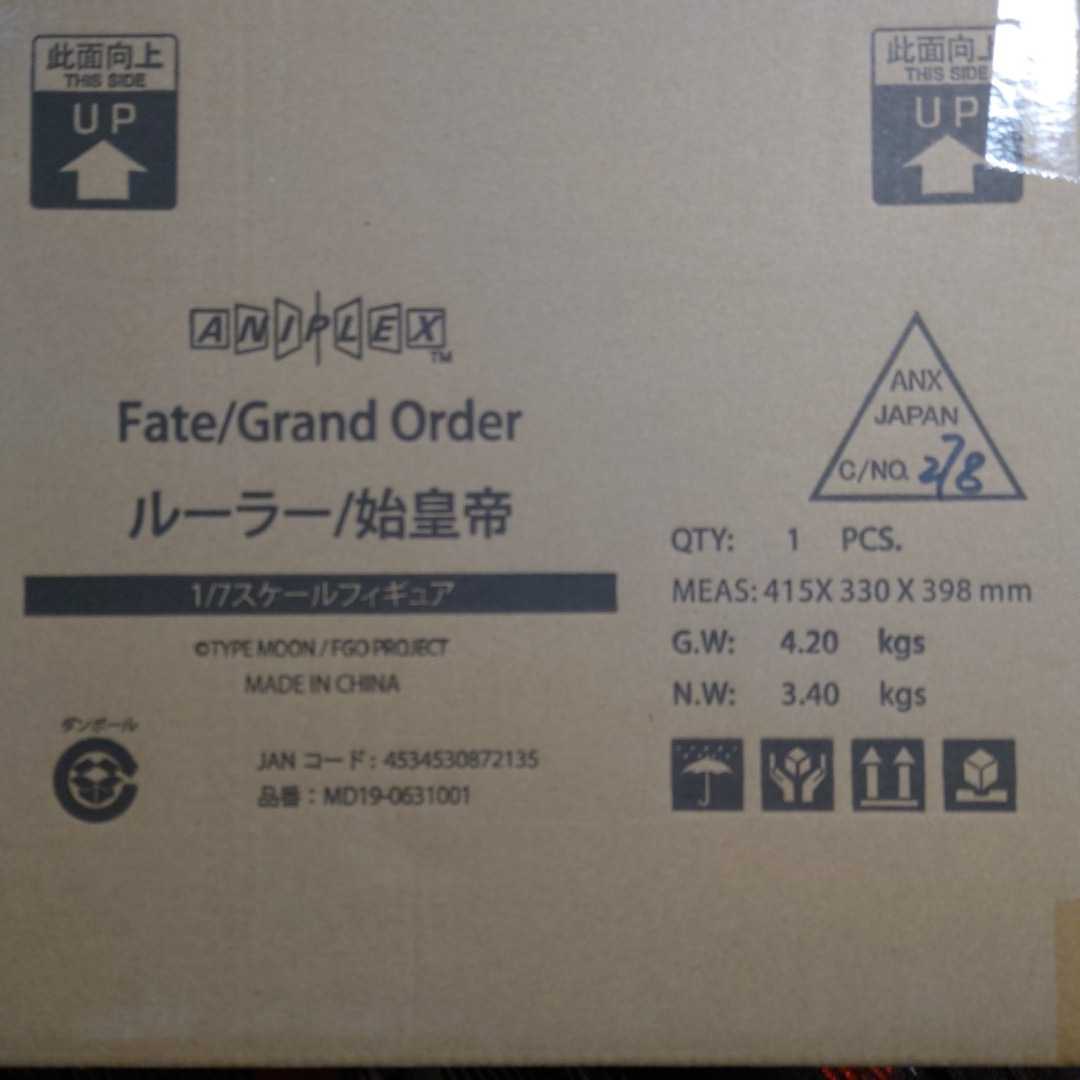 此面向上
THIS SIDE
UP
此面向上
THIS SIDE
UP
ANIPLEX TM
Fate/Grand Order
ルーラー/始皇帝
1/7スケールフィギュア
©TYPE MOON / FGO PROJECT
MADE IN CHINA
ダンボール
JAN コード : 4534530872135
品番 : MD19-0631001
ANX
JAPAN
C/NO. 278
QTY: 1 PCS.
MEAS: 415X 330 X 398 mm
G.W: 4.20 kgs
N.W: 3.40 kgs